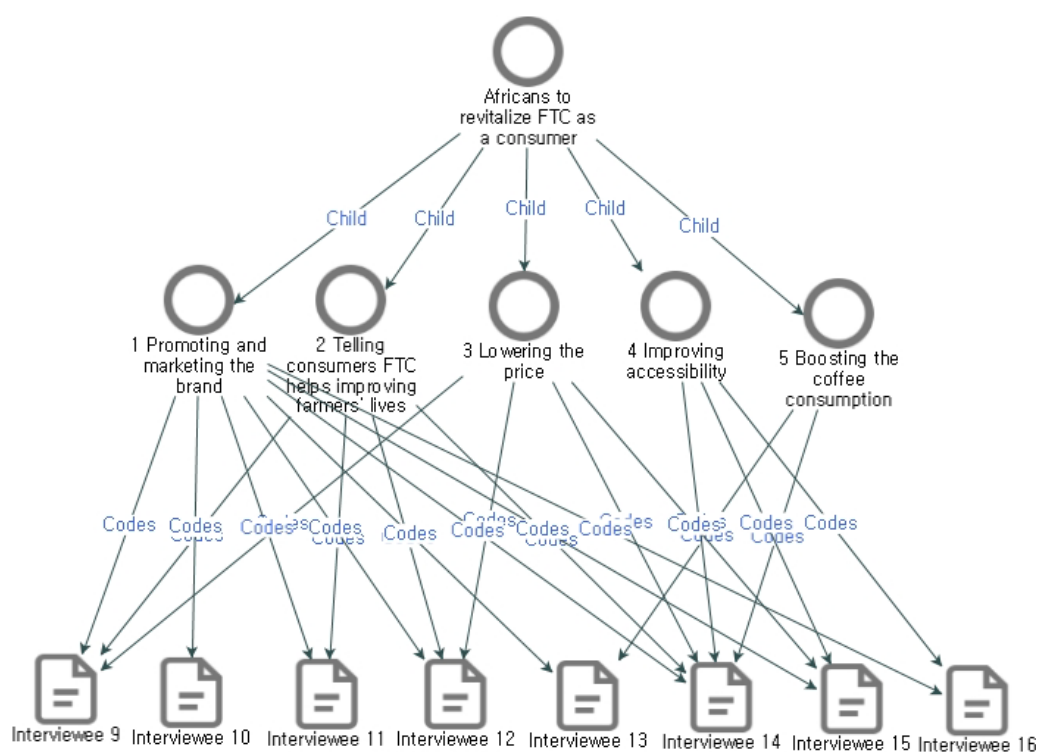 Africans to
revitalize FTC as
a consumer
Child
Child
Child
Child
Child
1 Promoting and
marketing the
brand
2 Telling
consumers FTC
helps improving
farmers' lives
3 Lowering the
price
4 Improving
accessibility
5 Boosting the
coffee
consumption
Codes
Codes
Codes
Codes
Codes
Codes
Codes
Codes
Codes
Codes
Codes
Interviewee 9
Interviewee 10
Interviewee 11
Interviewee 12
Interviewee 13
Interviewee 14
Interviewee 15
Interviewee 16